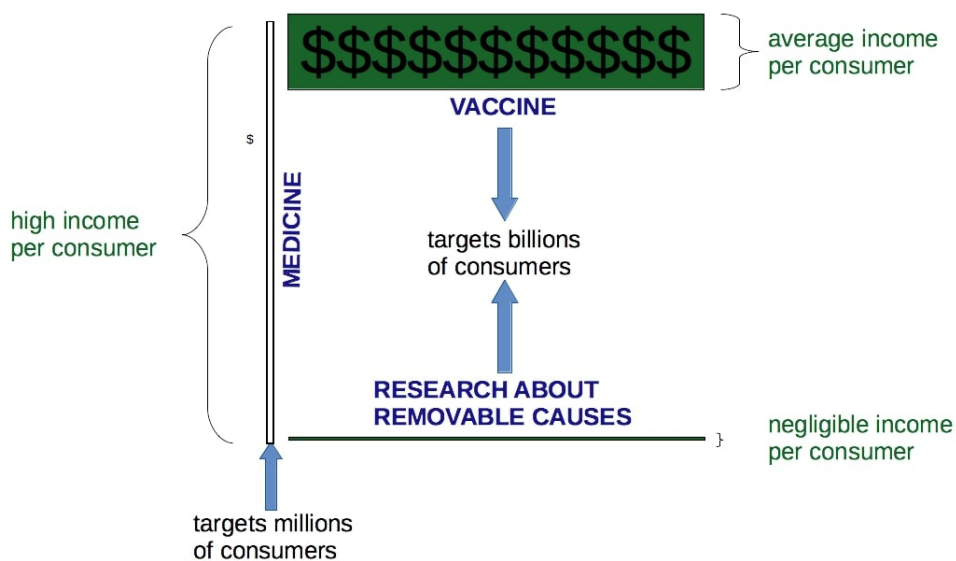 $$$$$$$$$$$
average income
per consumer
VACCINE
$
MEDICINE
high income
per consumer
targets billions
of consumers
RESEARCH ABOUT
REMOVABLE CAUSES
negligible income
per consumer
targets millions
of consumers